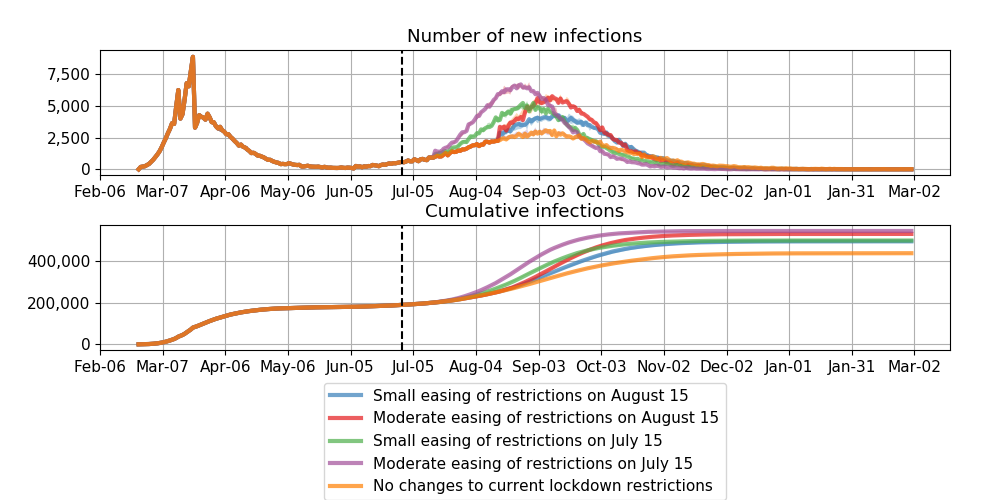 Number of new infections
7,500
5,000
2,500
0
Feb-06 Mar-07 Apr-06 May-06 Jun-05 Jul-05 Aug-04 Sep-03 Oct-03 Nov-02 Dec-02 Jan-01 Jan-31 Mar-02
Cumulative infections
400,000
200,000
0
Feb-06 Mar-07 Apr-06 May-06 Jun-05 Jul-05 Aug-04 Sep-03 Oct-03 Nov-02 Dec-02 Jan-01 Jan-31 Mar-02
Small easing of restrictions on August 15
Moderate easing of restrictions on August 15
Small easing of restrictions on July 15
Moderate easing of restrictions on July 15
No changes to current lockdown restrictions